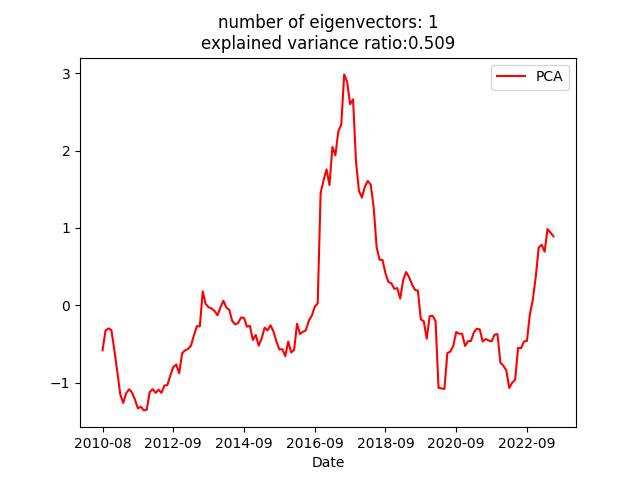 number of eigenvectors: 1
explained variance ratio:0.509
PCA
3
2
1
0
−1
2010-08 2012-09 2014-09 2016-09 2018-09 2020-09 2022-09
Date